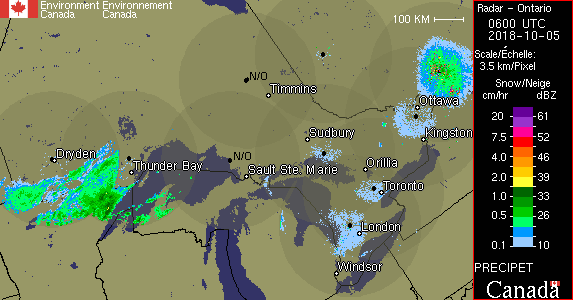 Environment Environnement
Canada Canada
100 KM
Radar - Ontario
0600 UTC
2018-10-05
Scale/Échelle:
3.5 km/Pixel
Snow/Neige
cm/hr dBZ
20 61
7.5 52
4.0 46
2.0 39
1.0 33
0.5 26
0.1 10
PRECIPET
Canada
N/O
Timmins
Ottawa
Sudbury
Kingston
Dryden
N/O
Thunder Bay
Sault Ste. Marie
Orillia
Toronto
London
Windsor